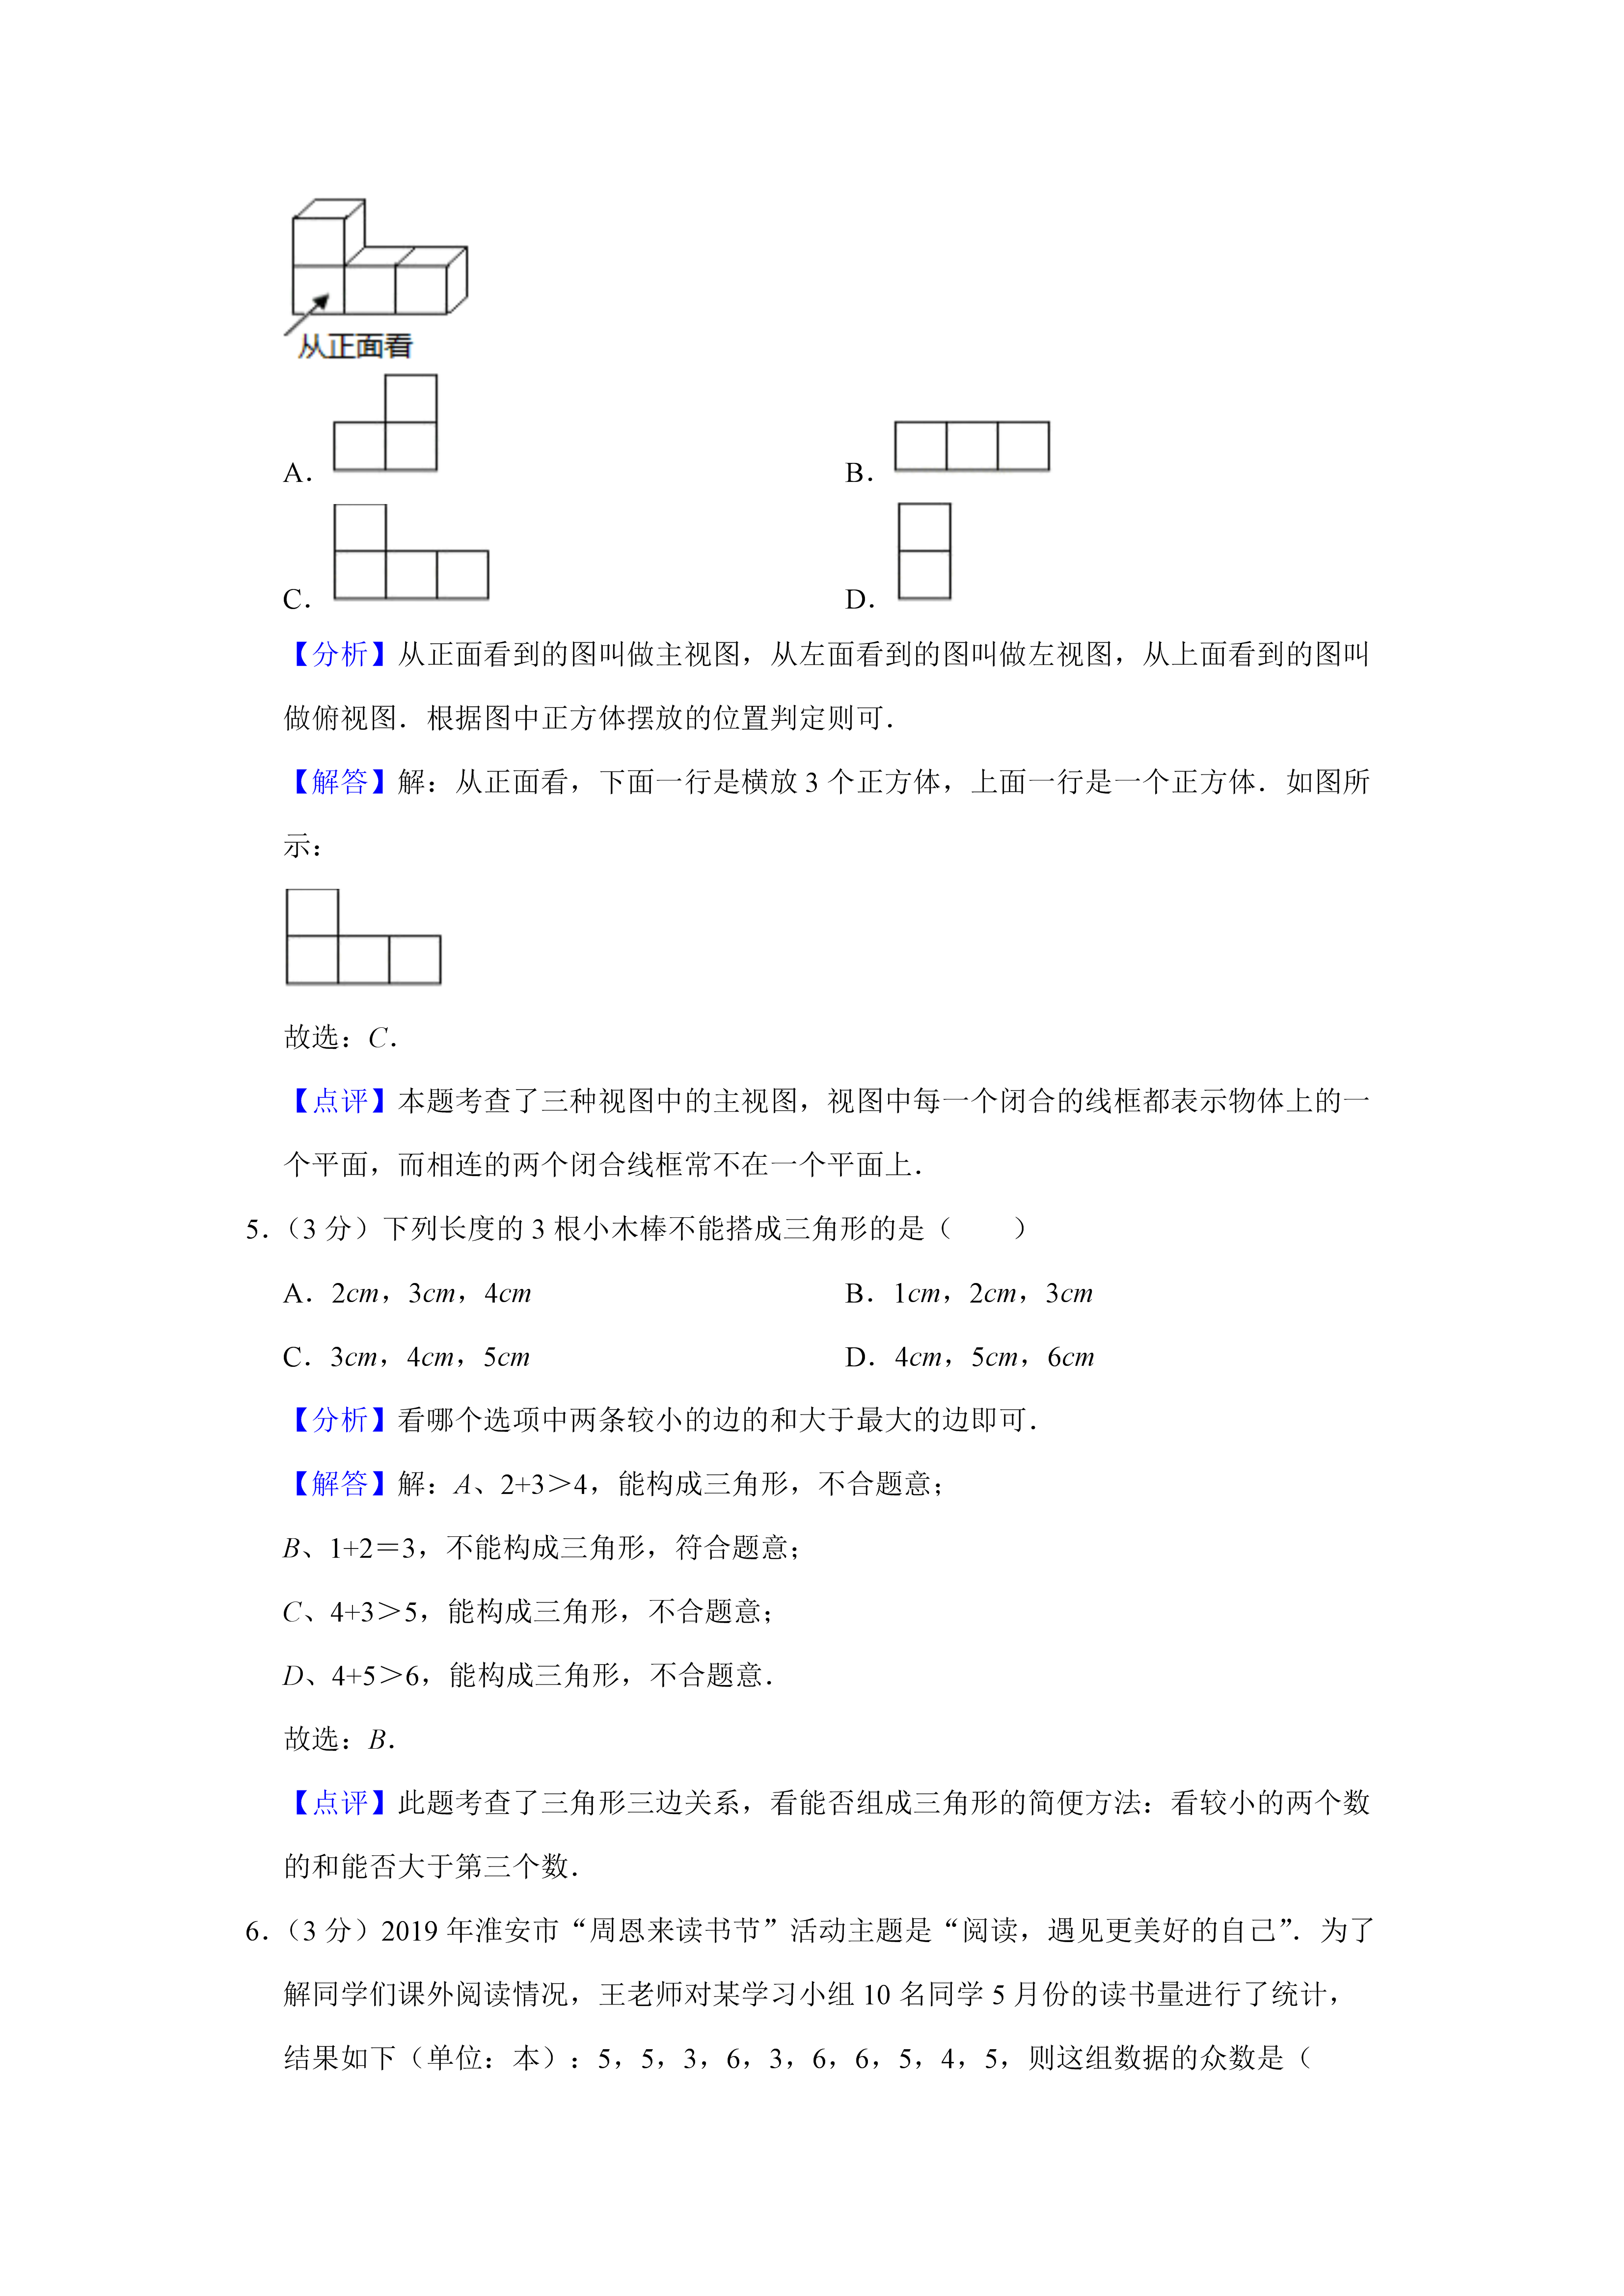 从正面看
A．
B．
C．
D．
【分析】从正面看到的图叫做主视图，从左面看到的图叫做左视图，从上面看到的图叫
做俯视图．根据图中正方体摆放的位置判定则可．
【解答】解：从正面看，下面一行是横放 3 个正方体，上面一行是一个正方体．如图所
示：
故选：C．
【点评】本题考查了三种视图中的主视图，视图中每一个闭合的线框都表示物体上的一
个平面，而相连的两个闭合线框常不在一个平面上．
5．（3 分）下列长度的 3 根小木棒不能搭成三角形的是（　　）
A．2cm，3cm，4cm
B．1cm，2cm，3cm
C．3cm，4cm，5cm
D．4cm，5cm，6cm
【分析】看哪个选项中两条较小的边的和大于最大的边即可．
【解答】解：A、2+3＞4，能构成三角形，不合题意；
B、1+2＝3，不能构成三角形，符合题意；
C、4+3＞5，能构成三角形，不合题意；
D、4+5＞6，能构成三角形，不合题意．
故选：B．
【点评】此题考查了三角形三边关系，看能否组成三角形的简便方法：看较小的两个数
的和能否大于第三个数．
6．（3 分）2019 年淮安市“周恩来读书节”活动主题是“阅读，遇见更美好的自己”．为了
解同学们课外阅读情况，王老师对某学习小组 10 名同学 5 月份的读书量进行了统计，
结果如下（单位：本）：5，5，3，6，3，6，6，5，4，5，则这组数据的众数是（